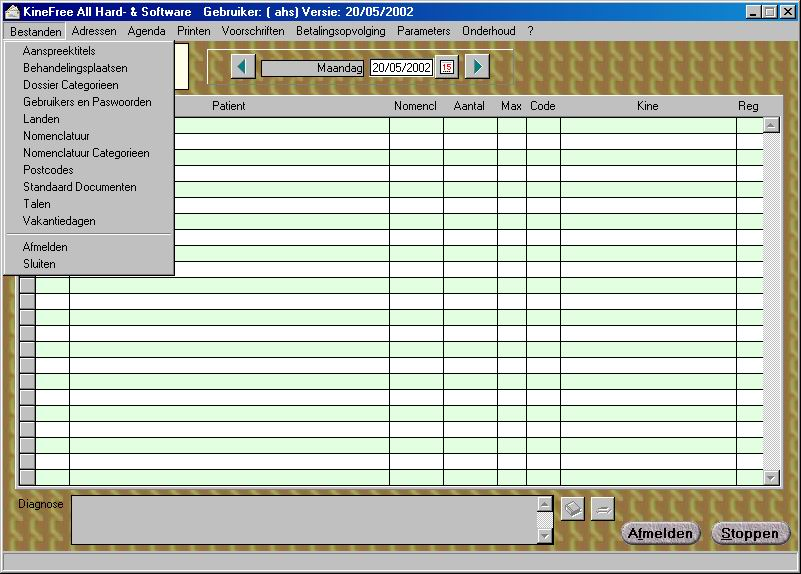 KineFree All Hard- & Software Gebruiker: ( ahs) Versie: 20/05/2002
Bestanden Adressen Agenda Printen Voorschriften Betalingsopvolging Parameters Onderhoud ?
Aanspreektitels
Behandelingsplaatsen
Dossier Categorieen
Gebruikers en Paswoorden
Landen
Nomenclatuur
Nomenclatuur Categorieen
Postcodes
Standaard Documenten
Talen
Vakantiedagen
Afmelden
Sluiten
Maandag 20/05/2002 15
Patient Nomencl Aantal Max Code Kine Reg
Diagnose
Afmelden Stoppen